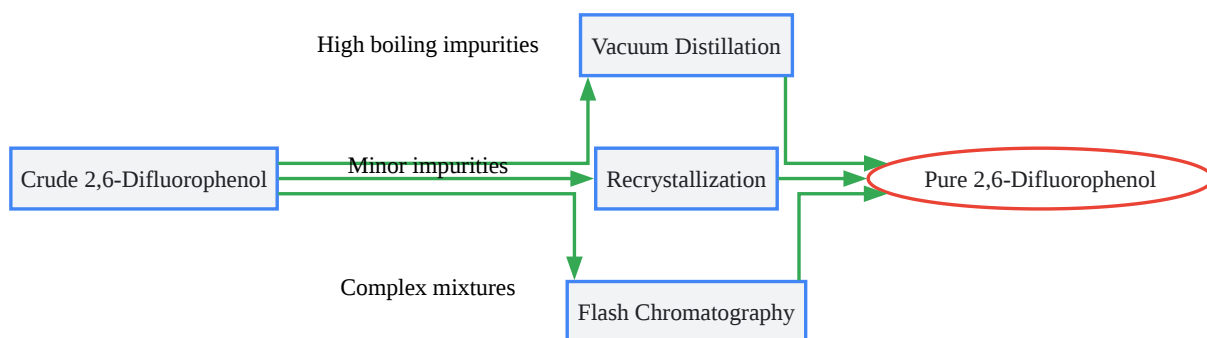 High boiling impurities
Vacuum Distillation
Crude 2,6-Difluorophenol
Minor impurities
Recrystallization
Pure 2,6-Difluorophenol
Complex mixtures
Flash Chromatography